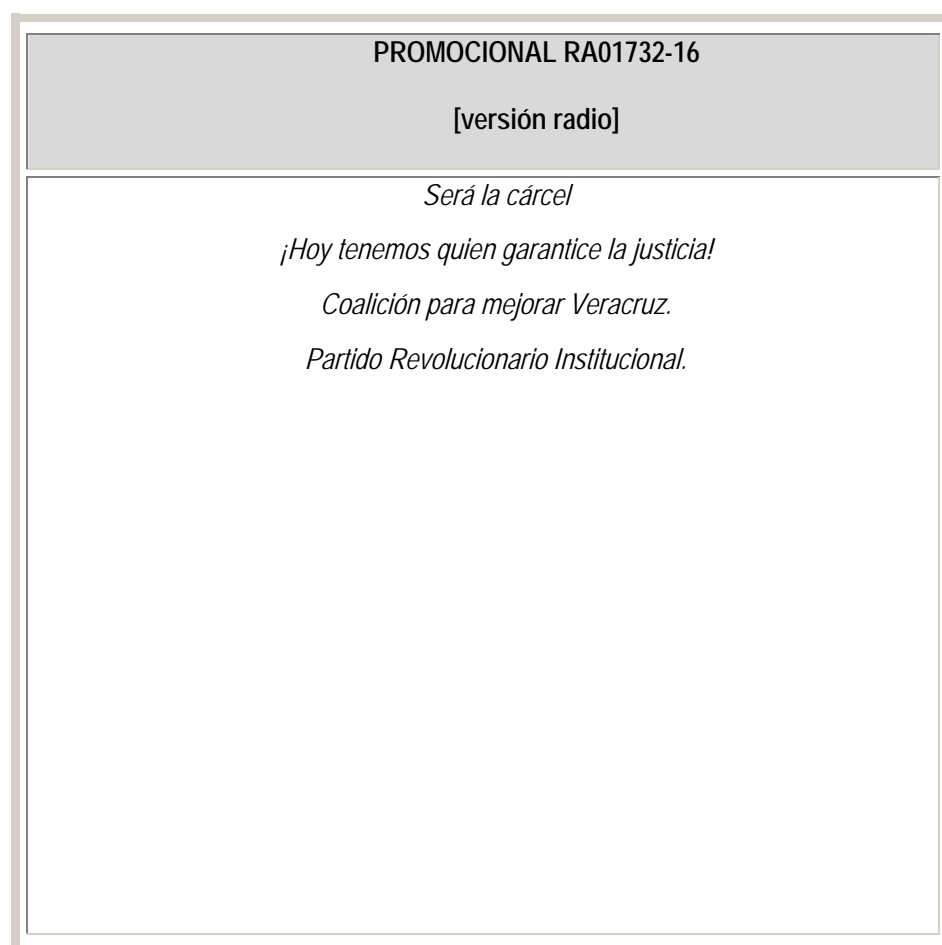 PROMOCIONAL RA01732-16
[versión radio]
Será la cárcel
¡Hoy tenemos quien garantice la justicia!
Coalición para mejorar Veracruz.
Partido Revolucionario Institucional.